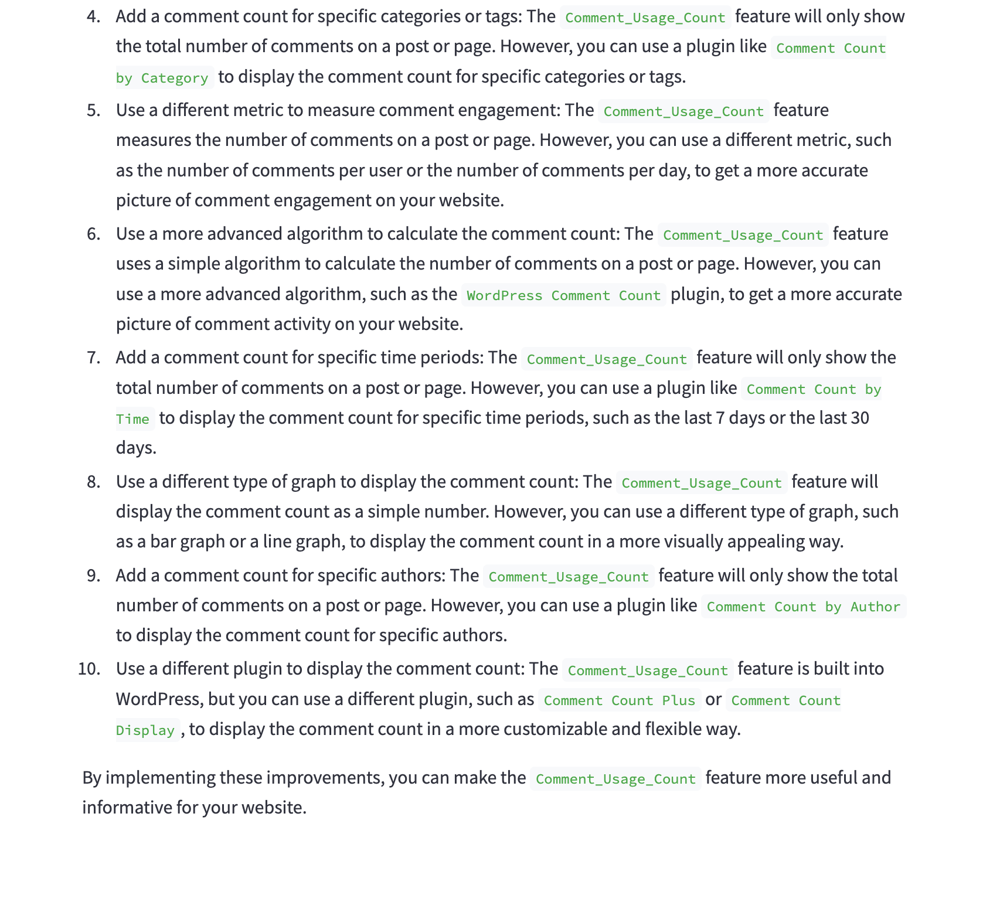 4. Add a comment count for specific categories or tags: The Comment_Usage_Count feature will only show
the total number of comments on a post or page. However, you can use a plugin like Comment Count
by Category to display the comment count for specific categories or tags.
5. Use a different metric to measure comment engagement: The Comment_Usage_Count feature
measures the number of comments on a post or page. However, you can use a different metric, such
as the number of comments per user or the number of comments per day, to get a more accurate
picture of comment engagement on your website.
6. Use a more advanced algorithm to calculate the comment count: The Comment_Usage_Count feature
uses a simple algorithm to calculate the number of comments on a post or page. However, you can
use a more advanced algorithm, such as the WordPress Comment Count plugin, to get a more accurate
picture of comment activity on your website.
7. Add a comment count for specific time periods: The Comment_Usage_Count feature will only show the
total number of comments on a post or page. However, you can use a plugin like Comment Count by
Time to display the comment count for specific time periods, such as the last 7 days or the last 30
days.
8. Use a different type of graph to display the comment count: The Comment_Usage_Count feature will
display the comment count as a simple number. However, you can use a different type of graph, such
as a bar graph or a line graph, to display the comment count in a more visually appealing way.
9. Add a comment count for specific authors: The Comment_Usage_Count feature will only show the total
number of comments on a post or page. However, you can use a plugin like Comment Count by Author
to display the comment count for specific authors.
10. Use a different plugin to display the comment count: The Comment_Usage_Count feature is built into
WordPress, but you can use a different plugin, such as Comment Count Plus or Comment Count
Display , to display the comment count in a more customizable and flexible way.
By implementing these improvements, you can make the Comment_Usage_Count feature more useful and
informative for your website.